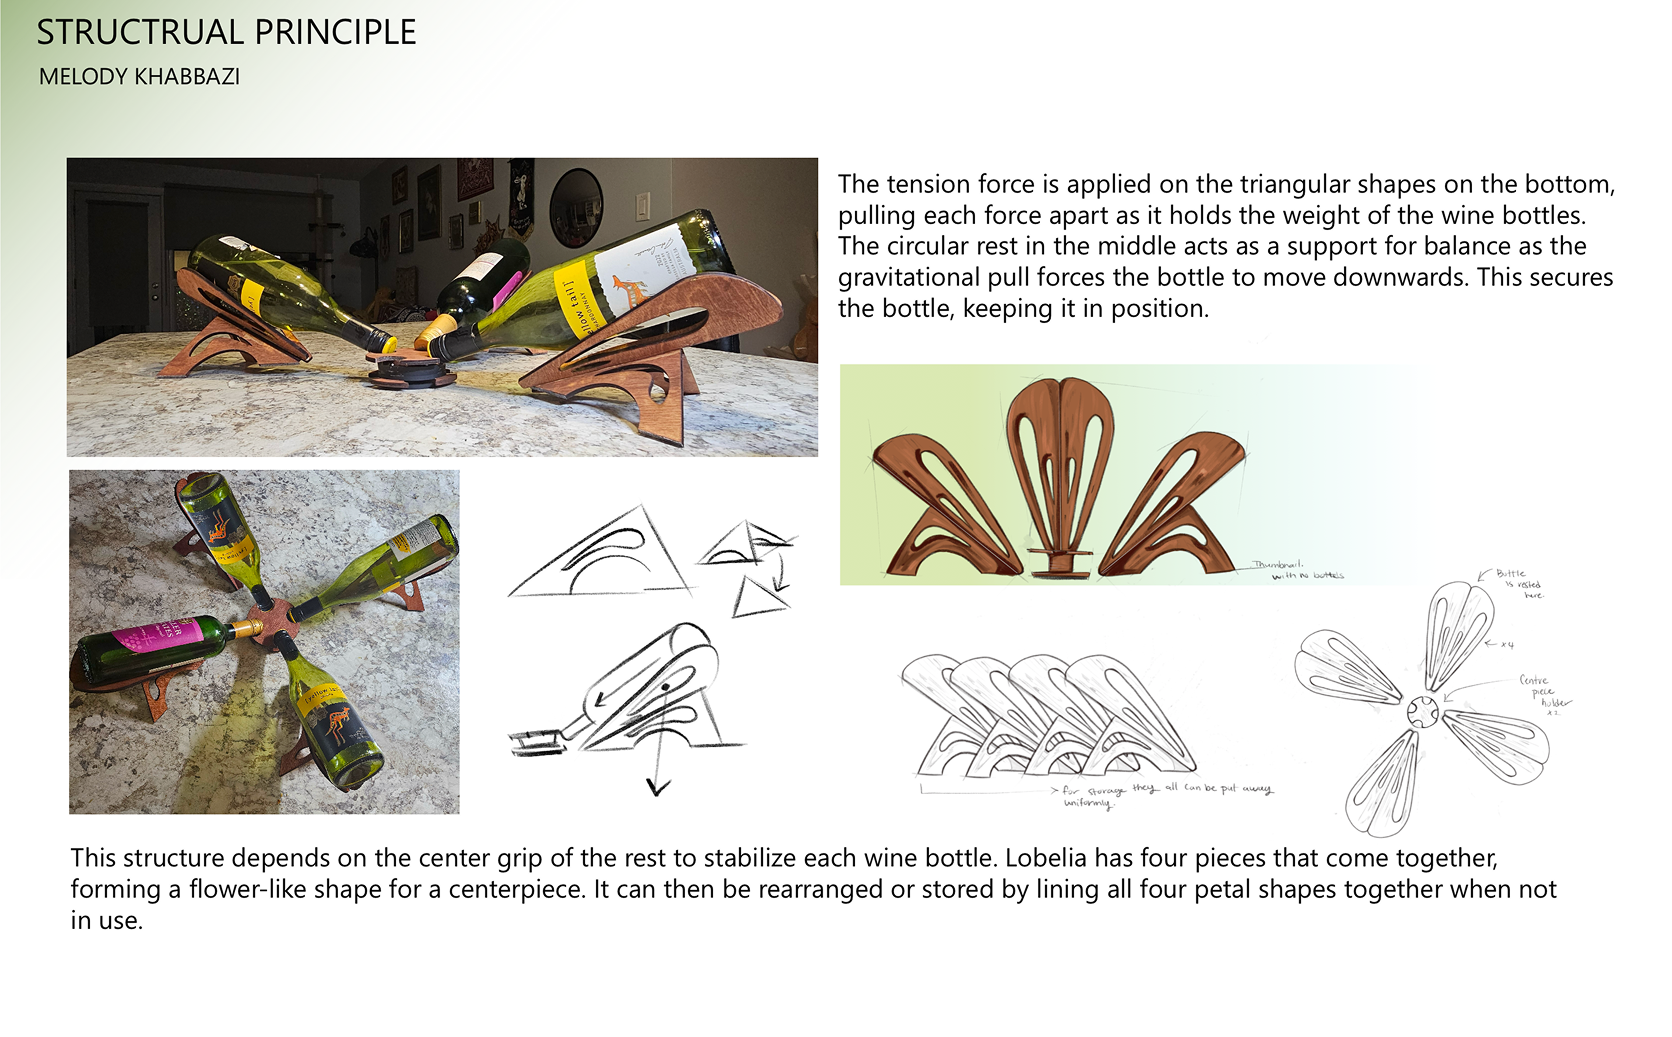 STRUCTRUAL PRINCIPLE
MELODY KHABBAZI
The tension force is applied on the triangular shapes on the bottom,
pulling each force apart as it holds the weight of the wine bottles.
The circular rest in the middle acts as a support for balance as the
gravitational pull forces the bottle to move downwards. This secures
the bottle, keeping it in position.
[yellow tail]
CHARDONNAY
Thumbnail.
with no bottels
Bottle
is rested
here.
x4
Centre
piece
holder
x2
> for storage they all can be put away
uniformly.
This structure depends on the center grip of the rest to stabilize each wine bottle. Lobelia has four pieces that come together,
forming a flower-like shape for a centerpiece. It can then be rearranged or stored by lining all four petal shapes together when not
in use.